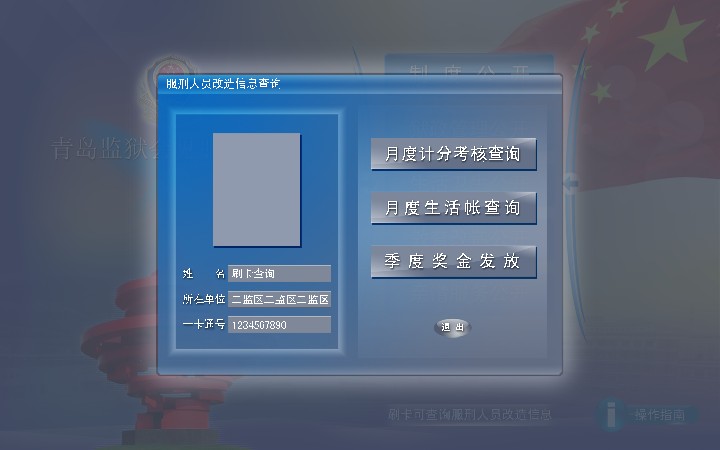 制度公开
服刑人员改造信息查询
青岛监狱
月度计分考核查询
月度生活帐查询
季度奖金发放
姓 名 刷卡查询
所在单位 二监区二监区二监区
一卡通号 1234567890
退出
刷卡可查询服刑人员改造信息
操作指南